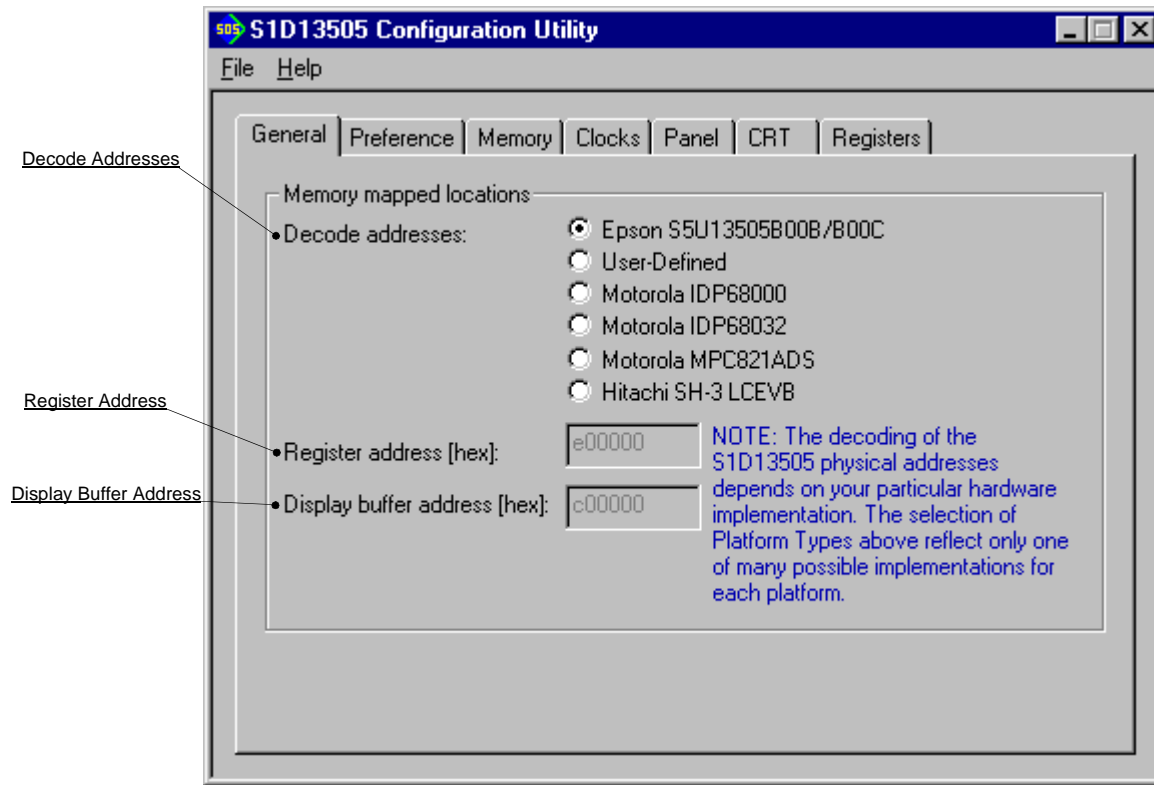 505 S1D13505 Configuration Utility
File Help
General Preference Memory Clocks Panel CRT Registers
Decode Addresses
Memory mapped locations
Decode addresses:
Epson S5U13505B00B/B00C
User-Defined
Motorola IDP68000
Motorola IDP68032
Motorola MPC821ADS
Hitachi SH-3 LCEVB
Register Address
Register address [hex]:
e00000
Display Buffer Address
Display buffer address [hex]:
c00000
NOTE: The decoding of the
S1D13505 physical addresses
depends on your particular hardware
implementation. The selection of
Platform Types above reflect only one
of many possible implementations for
each platform.